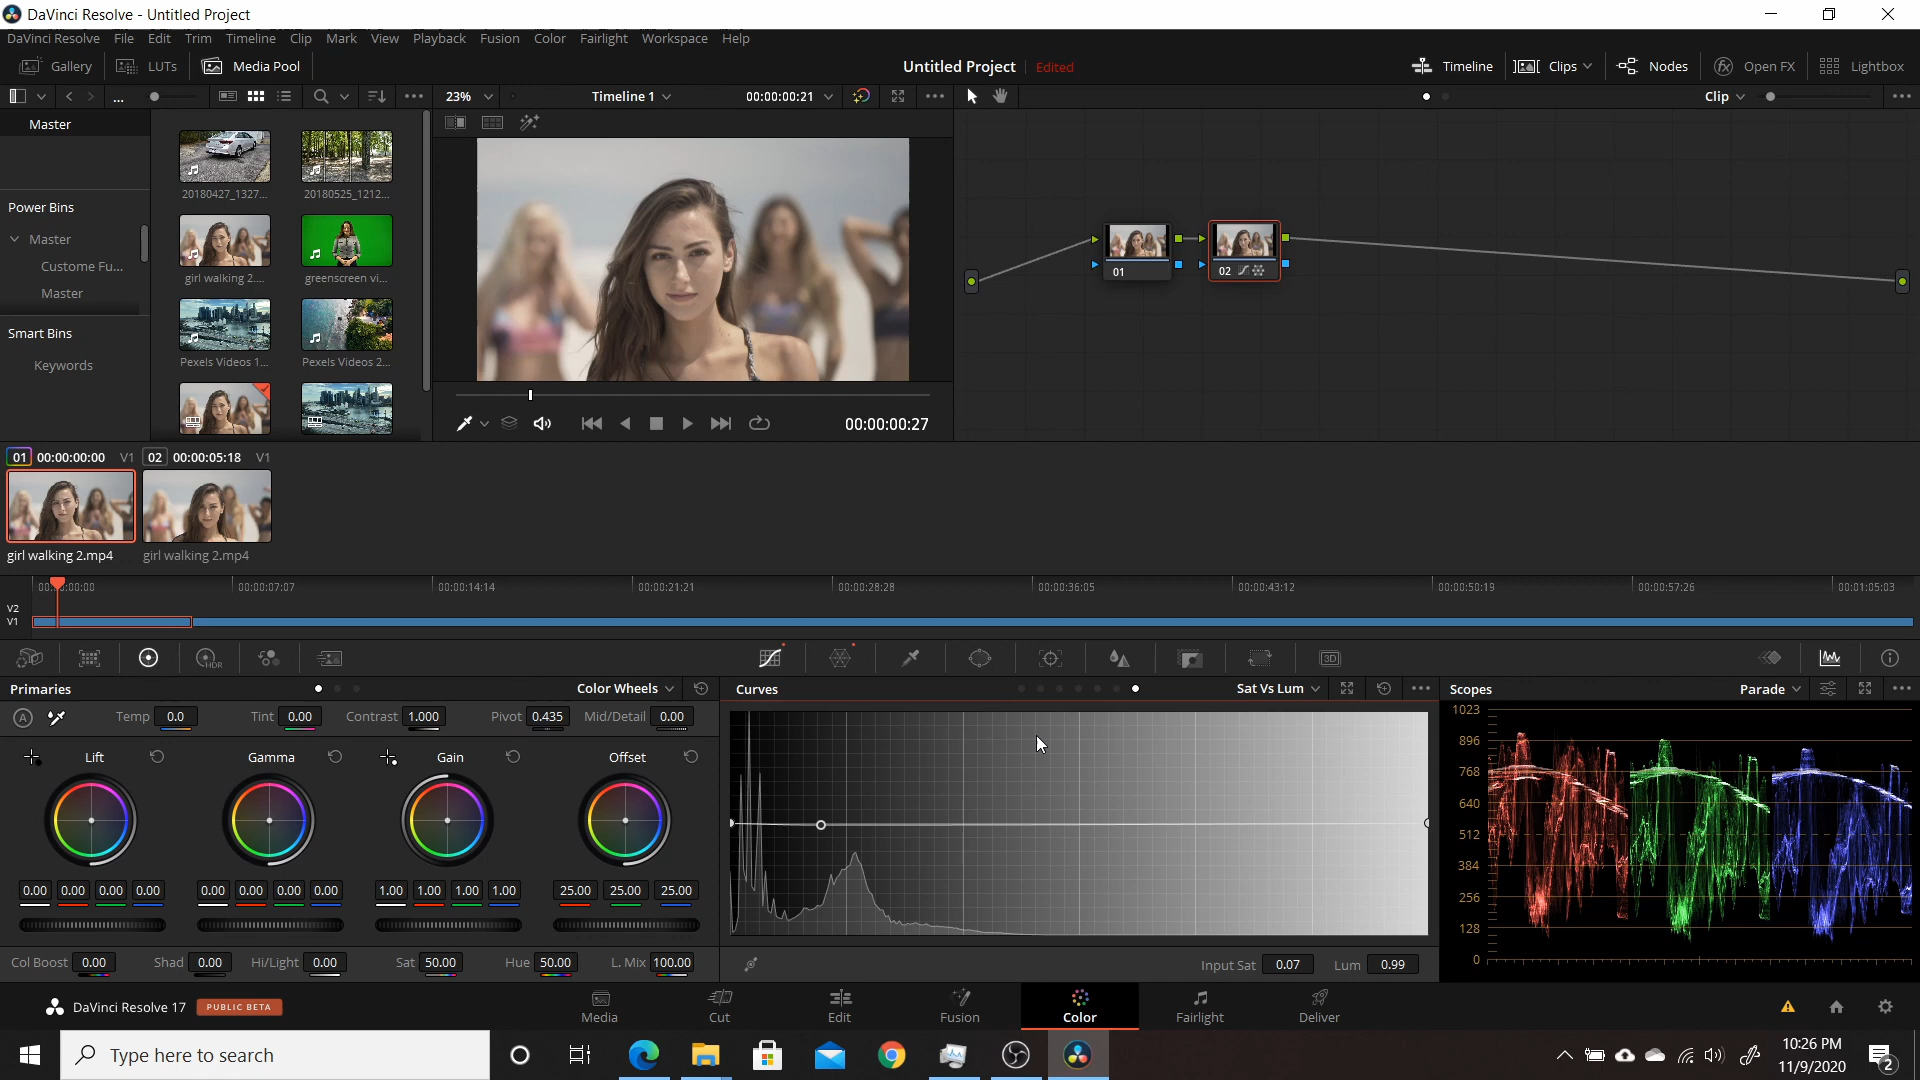 DaVinci Resolve - Untitled Project
DaVinci Resolve File Edit Trim Timeline Clip Mark View Playback Fusion Color Fairlight Workspace Help
Gallery LUTs Media Pool Untitled Project Edited Timeline Clips Nodes Open FX Lightbox
... 23% Timeline 1 00:00:00:21 Clip
Master
20180427_1327... 20180525_1212...
Power Bins
Master
Custome Fu... girl walking 2.... greenscreen vi...
Master
Smart Bins
Keywords Pexels Videos 1... Pexels Videos 2...
01
02
00:00:00:27
01 00:00:00:00 V1 02 00:00:05:18 V1
girl walking 2.mp4 girl walking 2.mp4
00:00:07:07 00:00:14:14 00:00:21:21 00:00:28:28 00:00:36:05 00:00:43:12 00:00:50:19 00:00:57:26 00:01:05:03
V2
V1
HDR 3D
Primaries Color Wheels Curves Sat Vs Lum Scopes Parade
A Temp 0.0 Tint 0.00 Contrast 1.000 Pivot 0.435 Mid/Detail 0.00
Lift Gamma Gain Offset
0.00 0.00 0.00 0.00 0.00 0.00 0.00 0.00 1.00 1.00 1.00 1.00 25.00 25.00 25.00
Col Boost 0.00 Shad 0.00 Hi/Light 0.00 Sat 50.00 Hue 50.00 L. Mix 100.00
Input Sat 0.07 Lum 0.99
1023
896
768
640
512
384
256
128
0
DaVinci Resolve 17 PUBLIC BETA
Media Cut Edit Fusion Color Fairlight Deliver
Type here to search
10:26 PM
11/9/2020
2